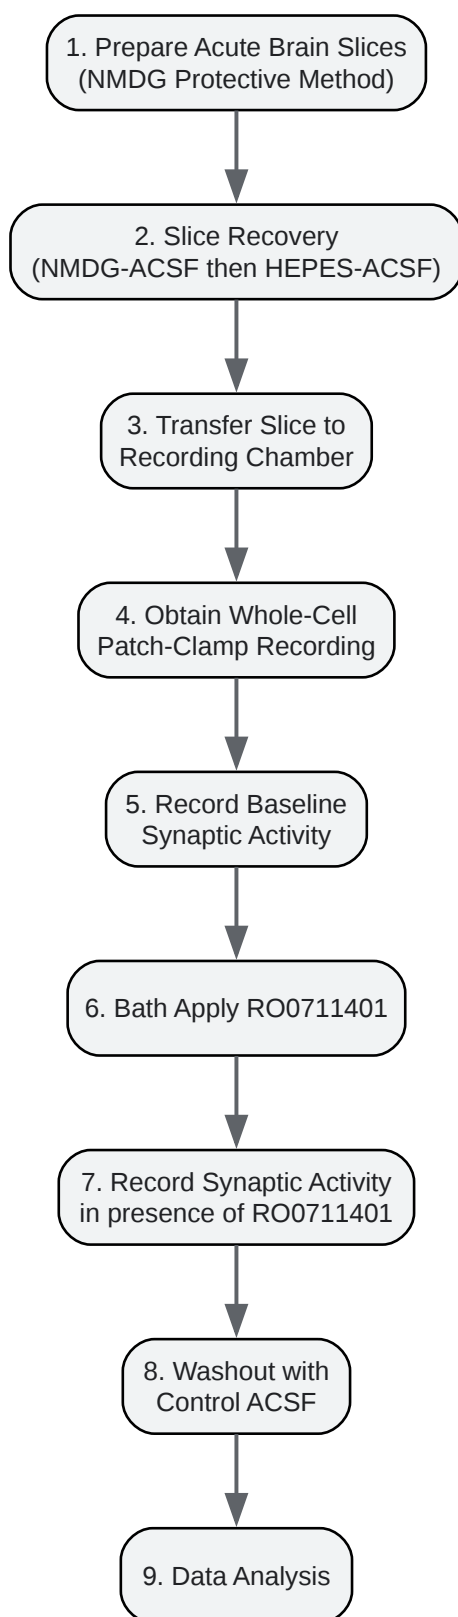 1. Prepare Acute Brain Slices
(NMDG Protective Method)
2. Slice Recovery
(NMDG-ACSF then HEPES-ACSF)
3. Transfer Slice to
Recording Chamber
4. Obtain Whole-Cell
Patch-Clamp Recording
5. Record Baseline
Synaptic Activity
6. Bath Apply RO0711401
7. Record Synaptic Activity
in presence of RO0711401
8. Washout with
Control ACSF
9. Data Analysis